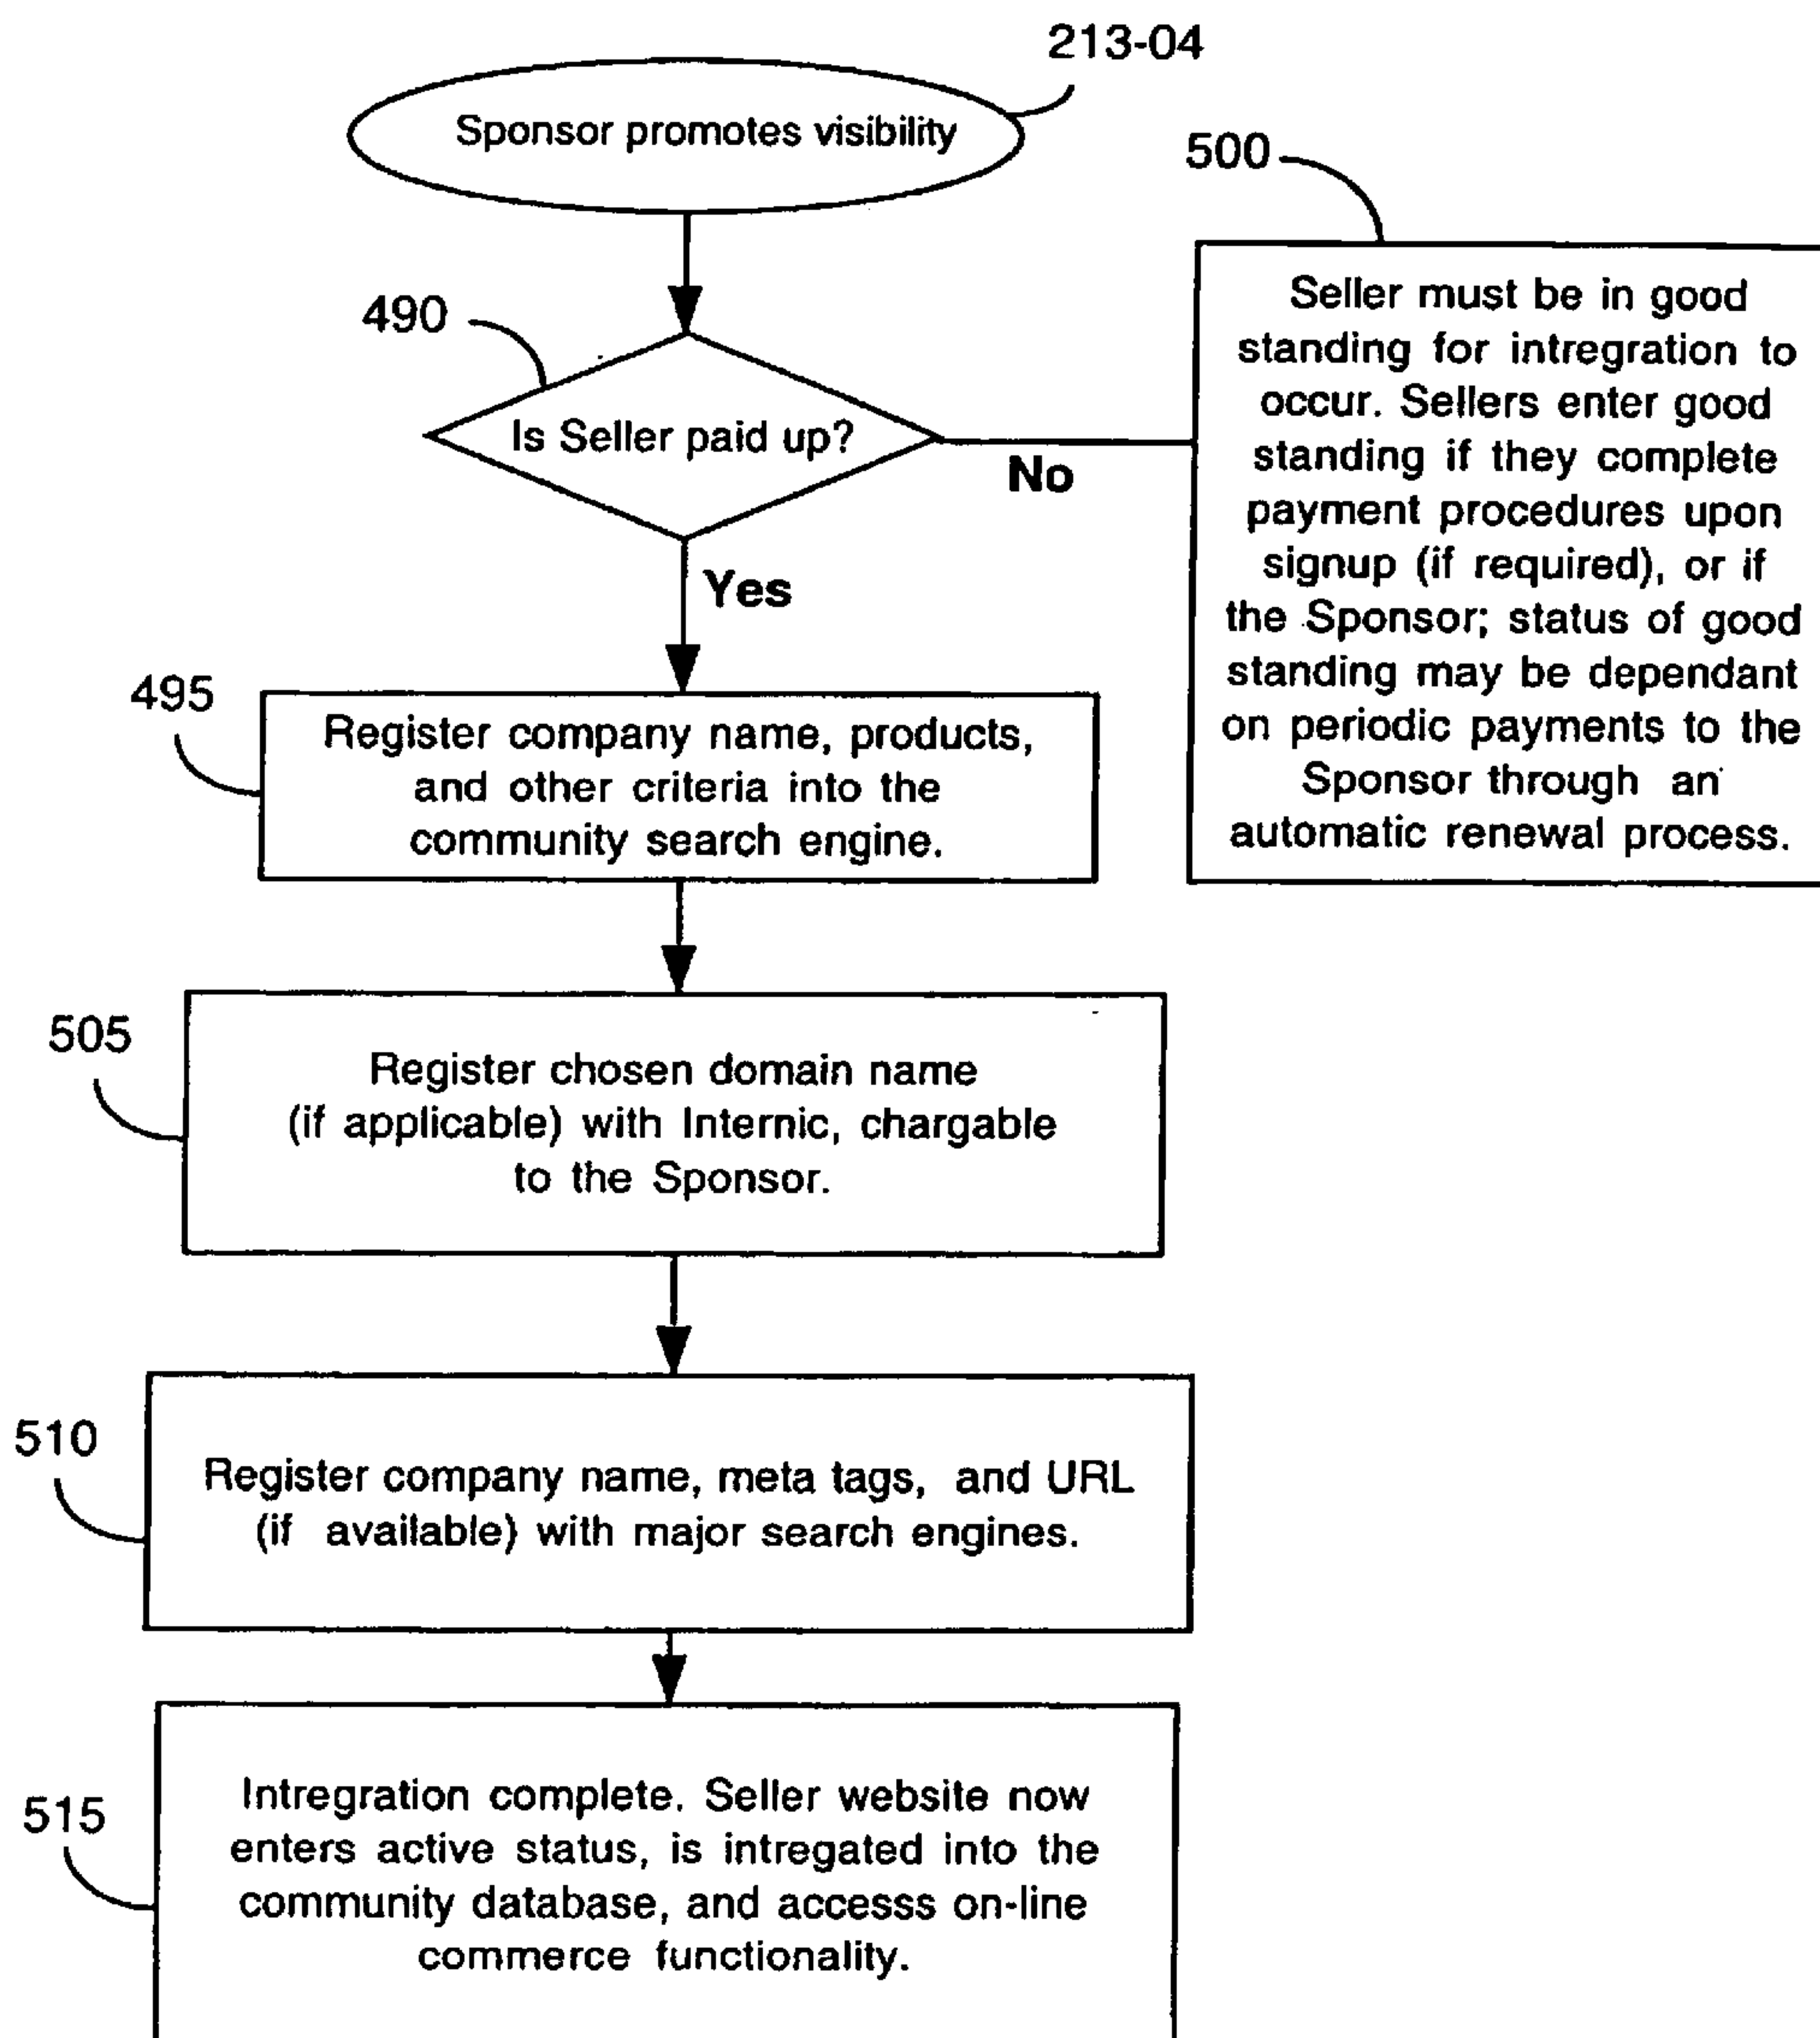 213-04
Sponsor promotes visibility
500
Seller must be in good
standing for intregration to
occur. Sellers enter good
standing if they complete
payment procedures upon
signup (if required), or if
the Sponsor; status of good
standing may be dependant
on periodic payments to the
Sponsor through an
automatic renewal process.
490
Is Seller paid up?
No
Yes
495
Register company name, products,
and other criteria into the
community search engine.
505
Register chosen domain name
(if applicable) with Internic, chargable
to the Sponsor.
510
Register company name, meta tags, and URL
(if available) with major search engines.
515
Intregration complete. Seller website now
enters active status, is intregated into the
community database, and accesss on-line
commerce functionality.